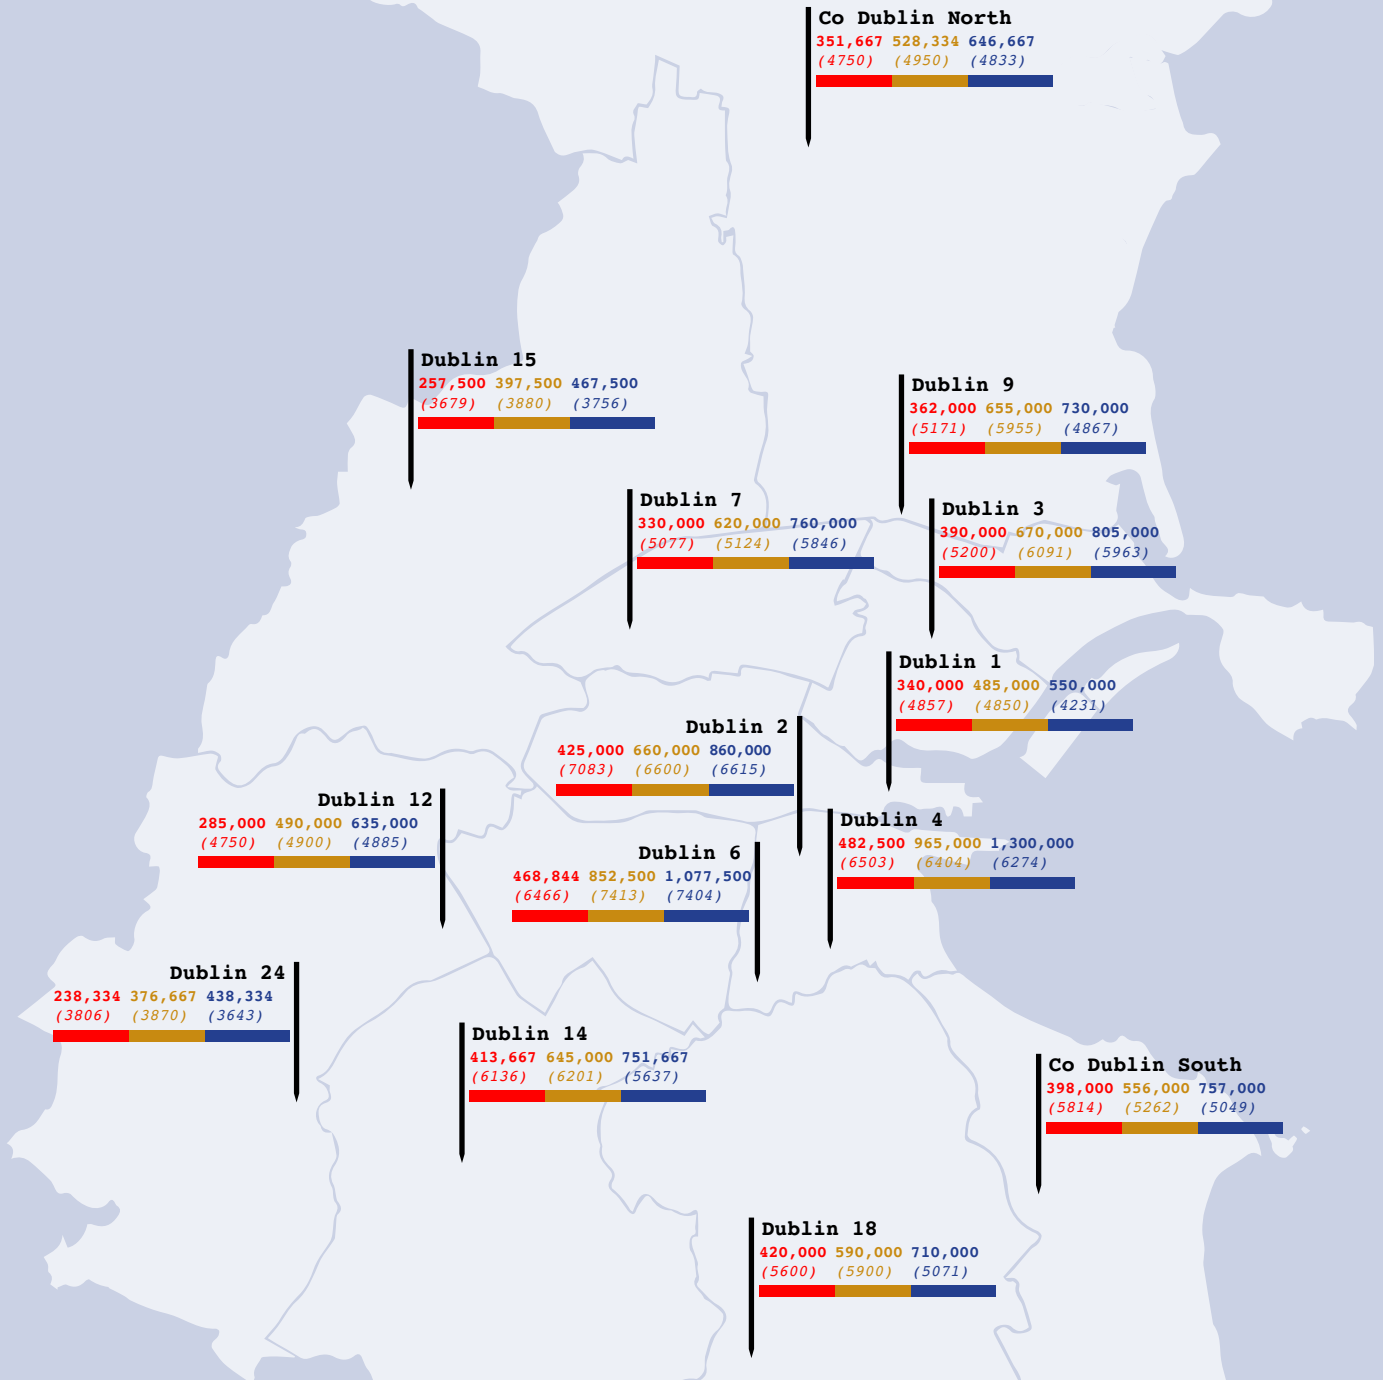 Co Dublin North
351,667 528,334 646,667
(4750) (4950) (4833)
Dublin 15
257,500 397,500 467,500
(3679) (3880) (3756)
Dublin 9
362,000 655,000 730,000
(5171) (5955) (4867)
Dublin 7
330,000 620,000 760,000
(5077) (5124) (5846)
Dublin 3
390,000 670,000 805,000
(5200) (6091) (5963)
Dublin 1
340,000 485,000 550,000
(4857) (4850) (4231)
Dublin 2
425,000 660,000 860,000
(7083) (6600) (6615)
Dublin 12
285,000 490,000 635,000
(4750) (4900) (4885)
Dublin 4
482,500 965,000 1,300,000
(6503) (6404) (6274)
Dublin 6
468,844 852,500 1,077,500
(6466) (7413) (7404)
Dublin 24
238,334 376,667 438,334
(3806) (3870) (3643)
Dublin 14
413,667 645,000 751,667
(6136) (6201) (5637)
Co Dublin South
398,000 556,000 757,000
(5814) (5262) (5049)
Dublin 18
420,000 590,000 710,000
(5600) (5900) (5071)